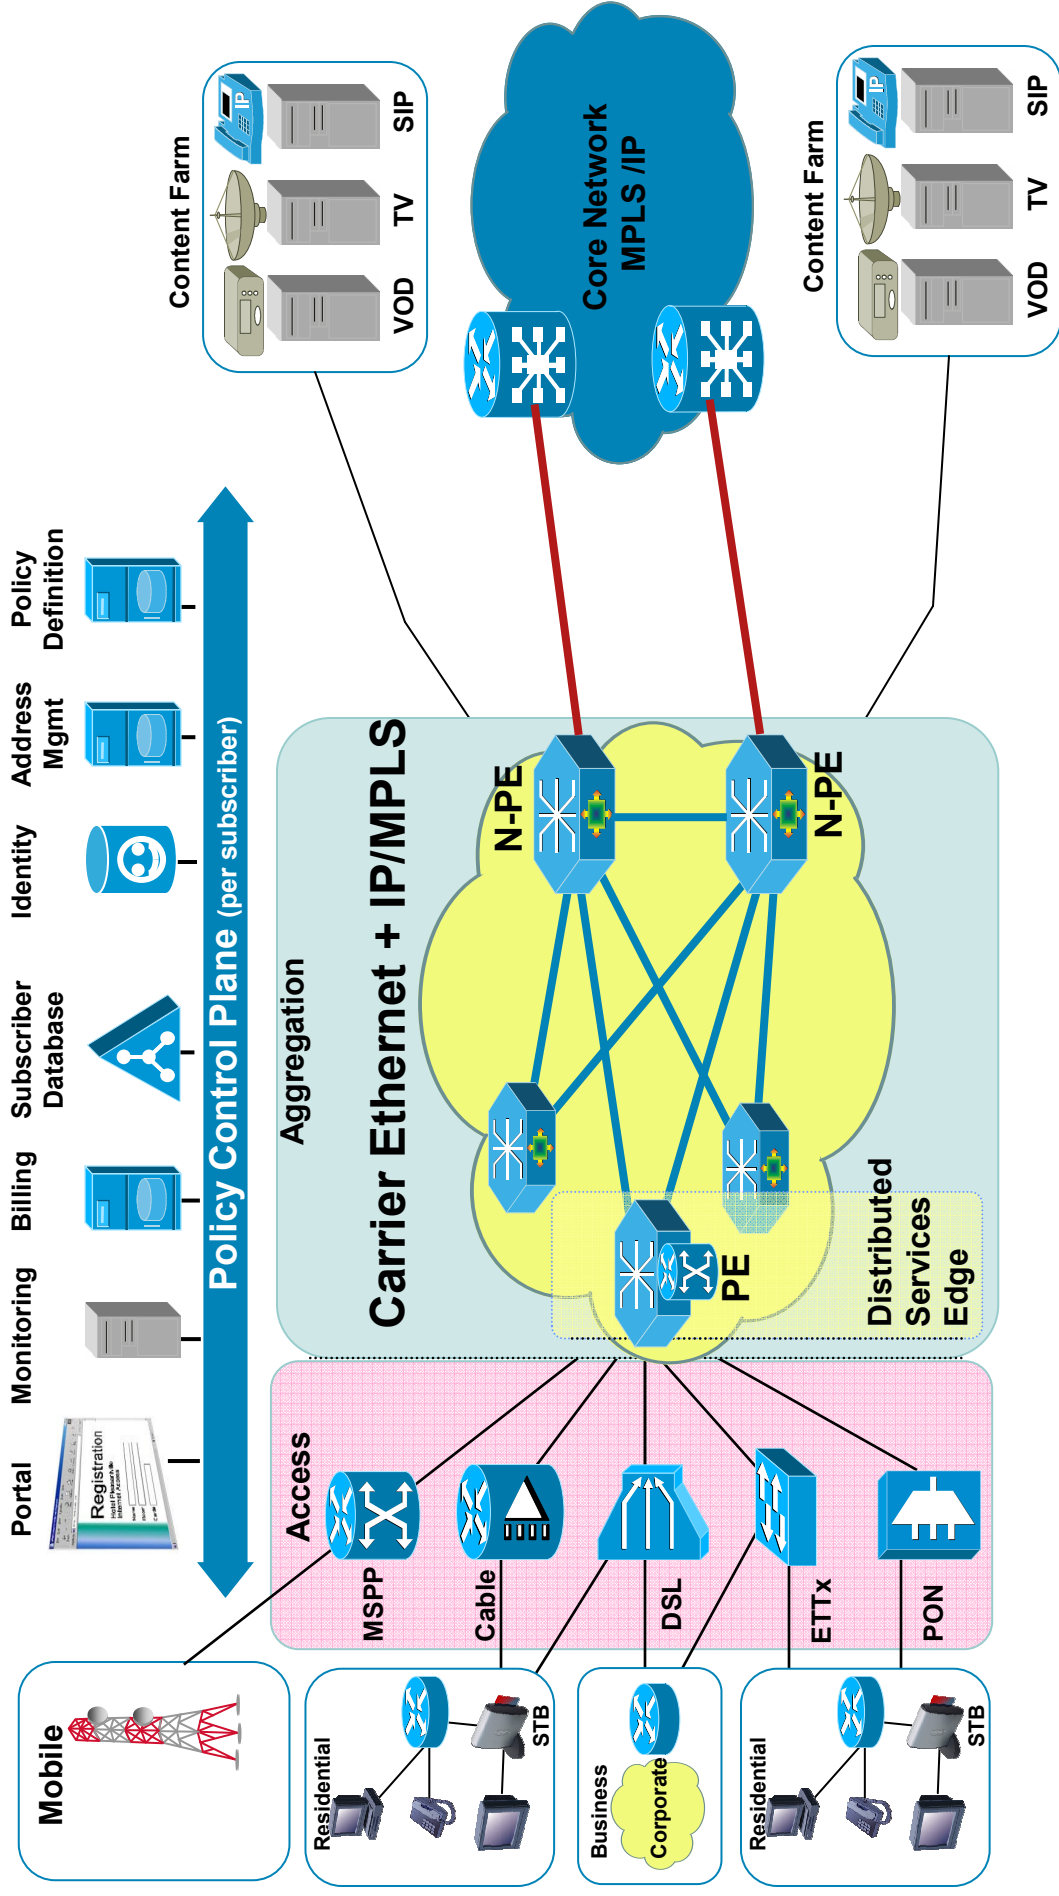 Portal
Monitoring
Billing
Subscriber
Database
Identity
Address
Mgmt
Policy
Definition
Registration
Policy Control Plane (per subscriber)
Mobile
Access
Aggregation
Carrier Ethernet + IP/MPLS
Content Farm
IP
VOD
TV
SIP
Residential
STB
MSPP
Cable
N-PE
Core Network
MPLS /IP
Business
Corporate
DSL
PE
Residential
STB
ETTx
PON
N-PE
Distributed
Services
Edge
Content Farm
IP
VOD
TV
SIP